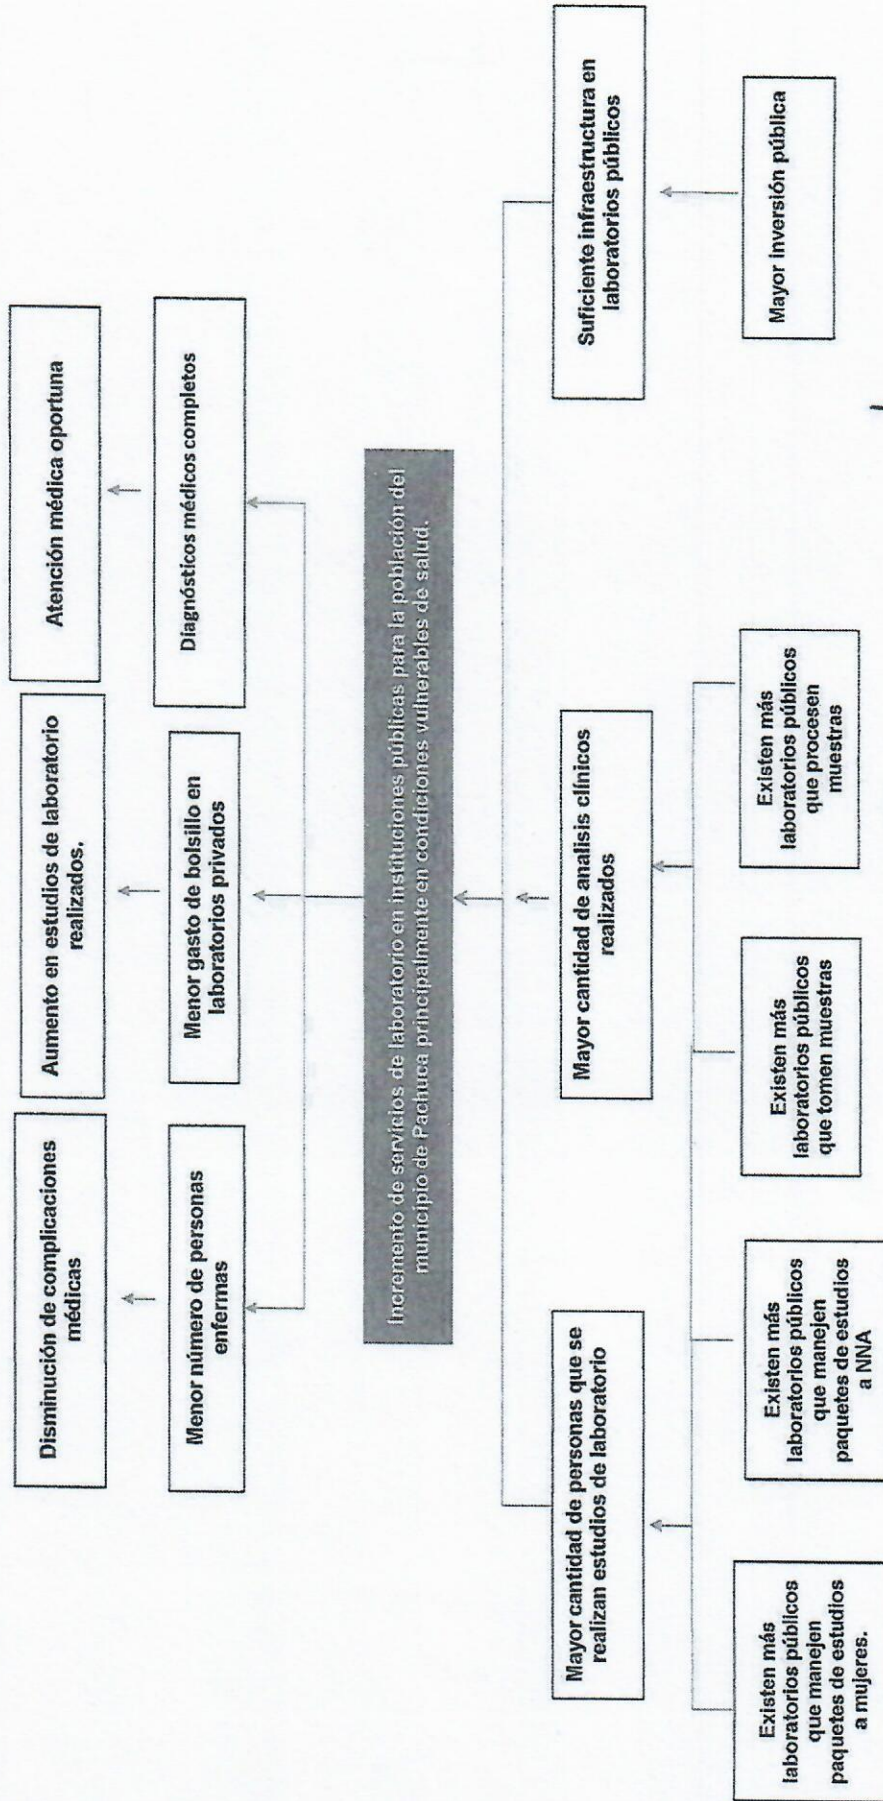 Disminución de complicaciones
médicas
Aumento en estudios de laboratorio
realizados.
Atención médica oportuna
Menor número de personas
enfermas
Menor gasto de bolsillo en
laboratorios privados
Diagnósticos médicos completos
Incremento de servicios de laboratorio en instituciones públicas para la población del
municipio de Pachuca principalmente en condiciones vulnerables de salud.
Mayor cantidad de personas que se
realizan estudios de laboratorio
Mayor cantidad de analisis clínicos
realizados
Suficiente infraestructura en
laboratorios públicos
Existen más
laboratorios públicos
que manejen
paquetes de estudios
a mujeres.
Existen más
laboratorios públicos
que manejen
paquetes de estudios
a NNA
Existen más
laboratorios públicos
que tomen muestras
Existen más
laboratorios públicos
que procesen
muestras
Mayor inversión pública